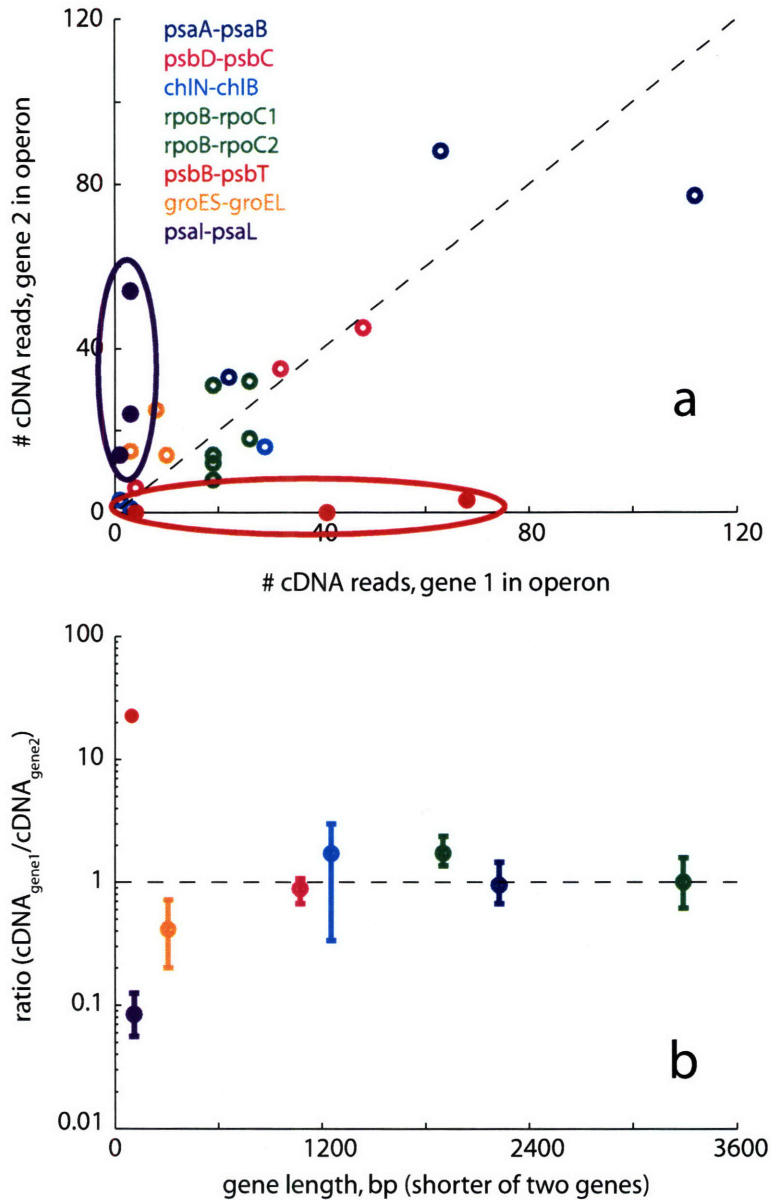 120
80
40
0
# cDNA reads, gene 2 in operon
psaA-psaB
psbD-psbC
chlN-chlB
rpoB-rpoC1
rpoB-rpoC2
psbB-psbT
groES-groEL
psaI-psaL
a
0 40 80 120
# cDNA reads, gene 1 in operon
100
10
1
0.1
0.01
ratio (cDNAgene1/cDNAgene2)
b
0 1200 2400 3600
gene length, bp (shorter of two genes)